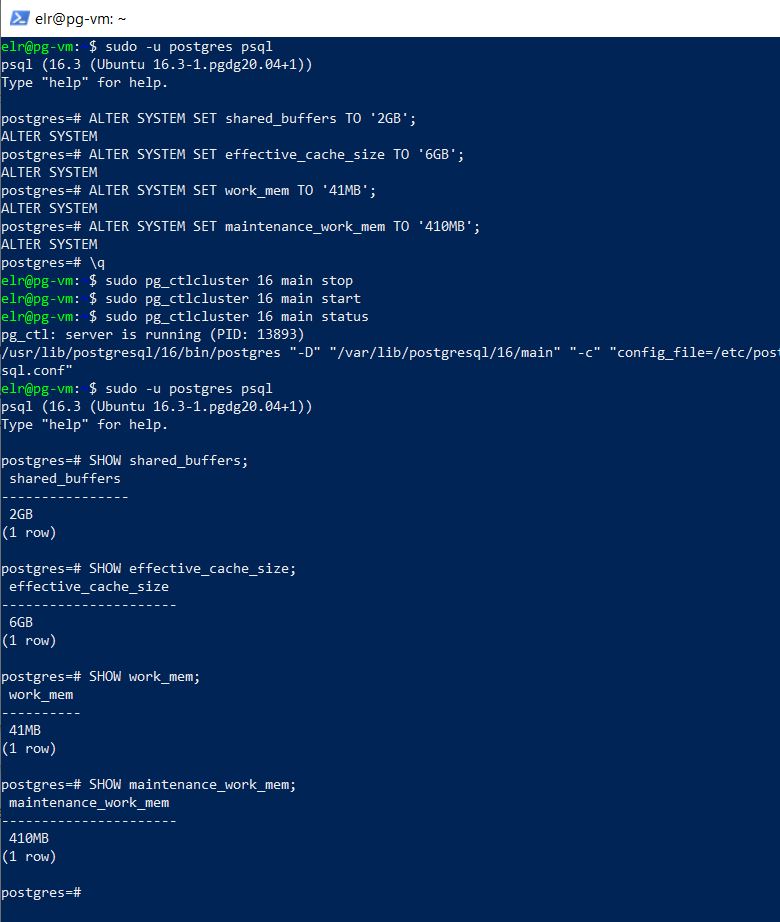 elr@pg-vm: ~
elr@pg-vm: $ sudo -u postgres psql
psql (16.3 (Ubuntu 16.3-1.pgdg20.04+1))
Type "help" for help.
postgres=# ALTER SYSTEM SET shared_buffers TO '2GB';
ALTER SYSTEM
postgres=# ALTER SYSTEM SET effective_cache_size TO '6GB';
ALTER SYSTEM
postgres=# ALTER SYSTEM SET work_mem TO '41MB';
ALTER SYSTEM
postgres=# ALTER SYSTEM SET maintenance_work_mem TO '410MB';
ALTER SYSTEM
postgres=# \q
elr@pg-vm: $ sudo pg_ctlcluster 16 main stop
elr@pg-vm: $ sudo pg_ctlcluster 16 main start
elr@pg-vm: $ sudo pg_ctlcluster 16 main status
pg_ctl: server is running (PID: 13893)
/usr/lib/postgresql/16/bin/postgres "-D" "/var/lib/postgresql/16/main" "-c" "config_file=/etc/post
sql.conf"
elr@pg-vm: $ sudo -u postgres psql
psql (16.3 (Ubuntu 16.3-1.pgdg20.04+1))
Type "help" for help.
postgres=# SHOW shared_buffers;
shared_buffers
----------------
2GB
(1 row)
postgres=# SHOW effective_cache_size;
effective_cache_size
----------------------
6GB
(1 row)
postgres=# SHOW work_mem;
work_mem
----------
41MB
(1 row)
postgres=# SHOW maintenance_work_mem;
maintenance_work_mem
----------------------
410MB
(1 row)
postgres=#